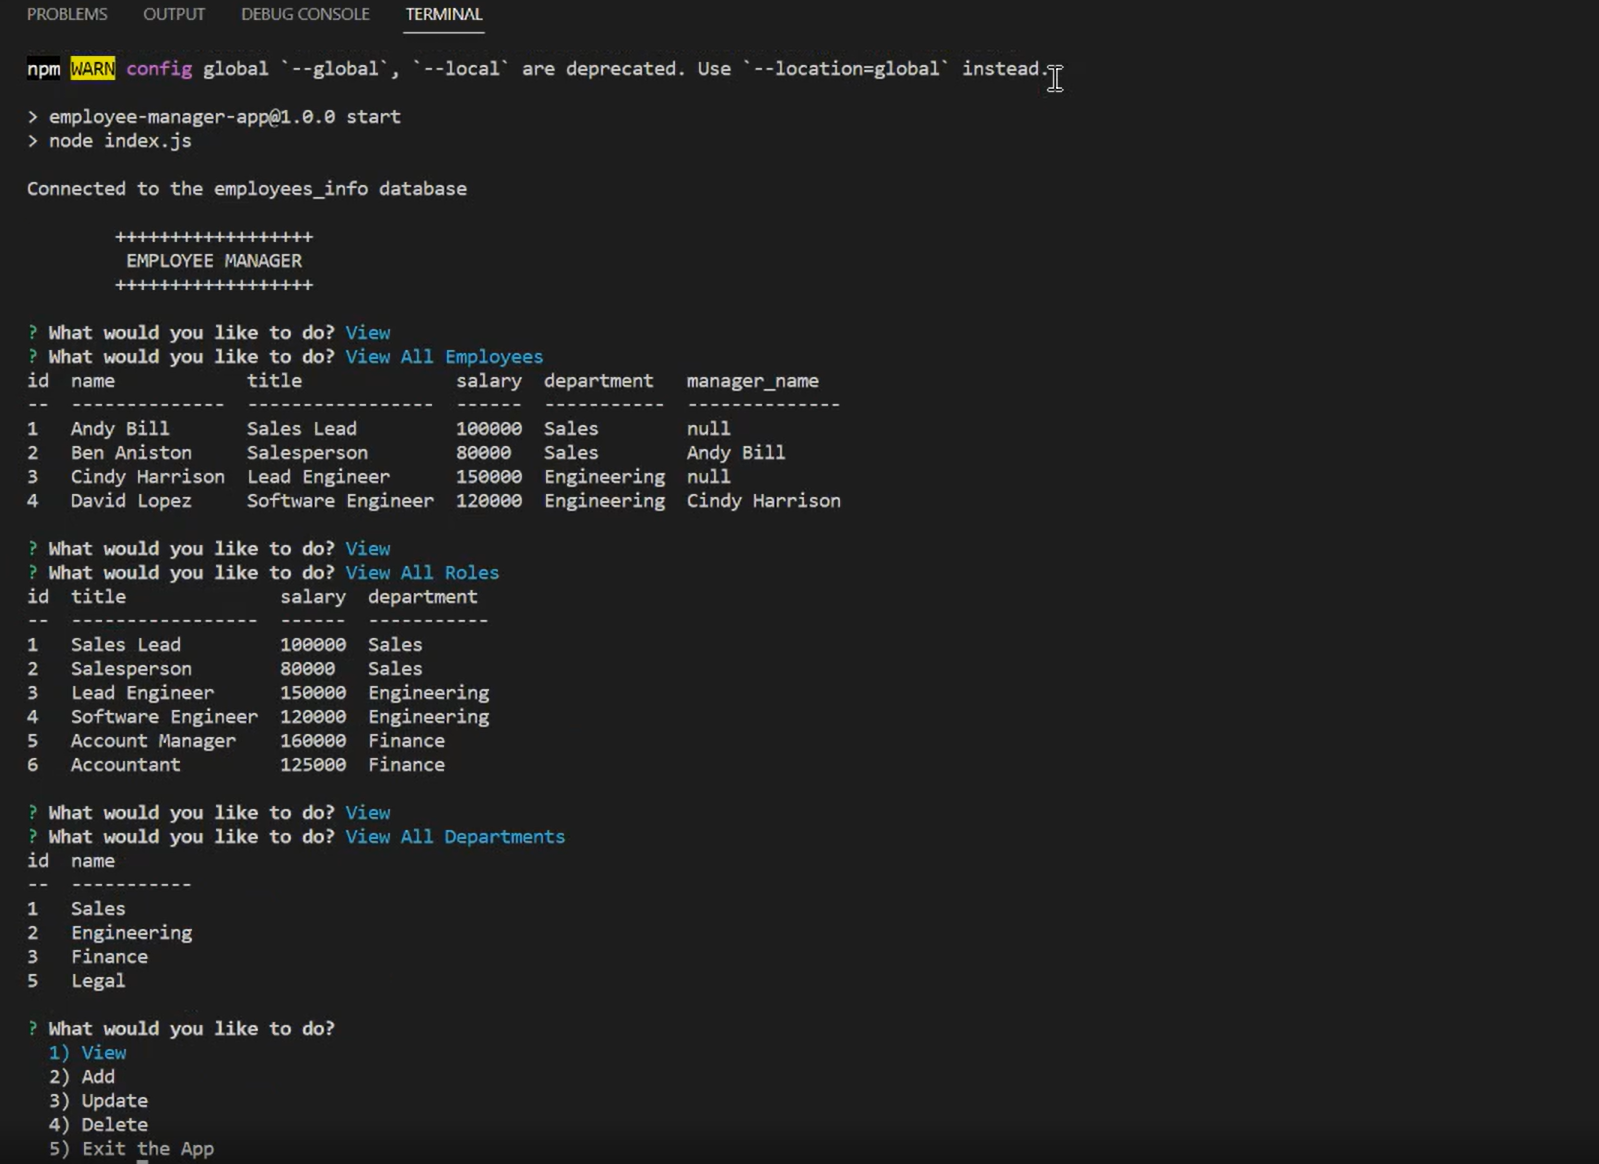 PROBLEMS OUTPUT DEBUG CONSOLE TERMINAL
npm WARN config global `--global`, `--local` are deprecated. Use `--location=global` instead.
> employee-manager-app@1.0.0 start
> node index.js
Connected to the employees_info database
++++++++++++++++++
EMPLOYEE MANAGER
++++++++++++++++++
? What would you like to do? View
? What would you like to do? View All Employees
id  name            title              salary  department   manager_name
--  --------------  -----------------  ------  -----------  --------------
1   Andy Bill       Sales Lead         100000  Sales        null
2   Ben Aniston     Salesperson        80000   Sales        Andy Bill
3   Cindy Harrison  Lead Engineer      150000  Engineering  null
4   David Lopez     Software Engineer  120000  Engineering  Cindy Harrison
? What would you like to do? View
? What would you like to do? View All Roles
id  title              salary  department
--  -----------------  ------  -----------
1   Sales Lead         100000  Sales
2   Salesperson        80000   Sales
3   Lead Engineer      150000  Engineering
4   Software Engineer  120000  Engineering
5   Account Manager    160000  Finance
6   Accountant         125000  Finance
? What would you like to do? View
? What would you like to do? View All Departments
id  name
--  -----------
1   Sales
2   Engineering
3   Finance
5   Legal
? What would you like to do?
1) View
2) Add
3) Update
4) Delete
5) Exit the App